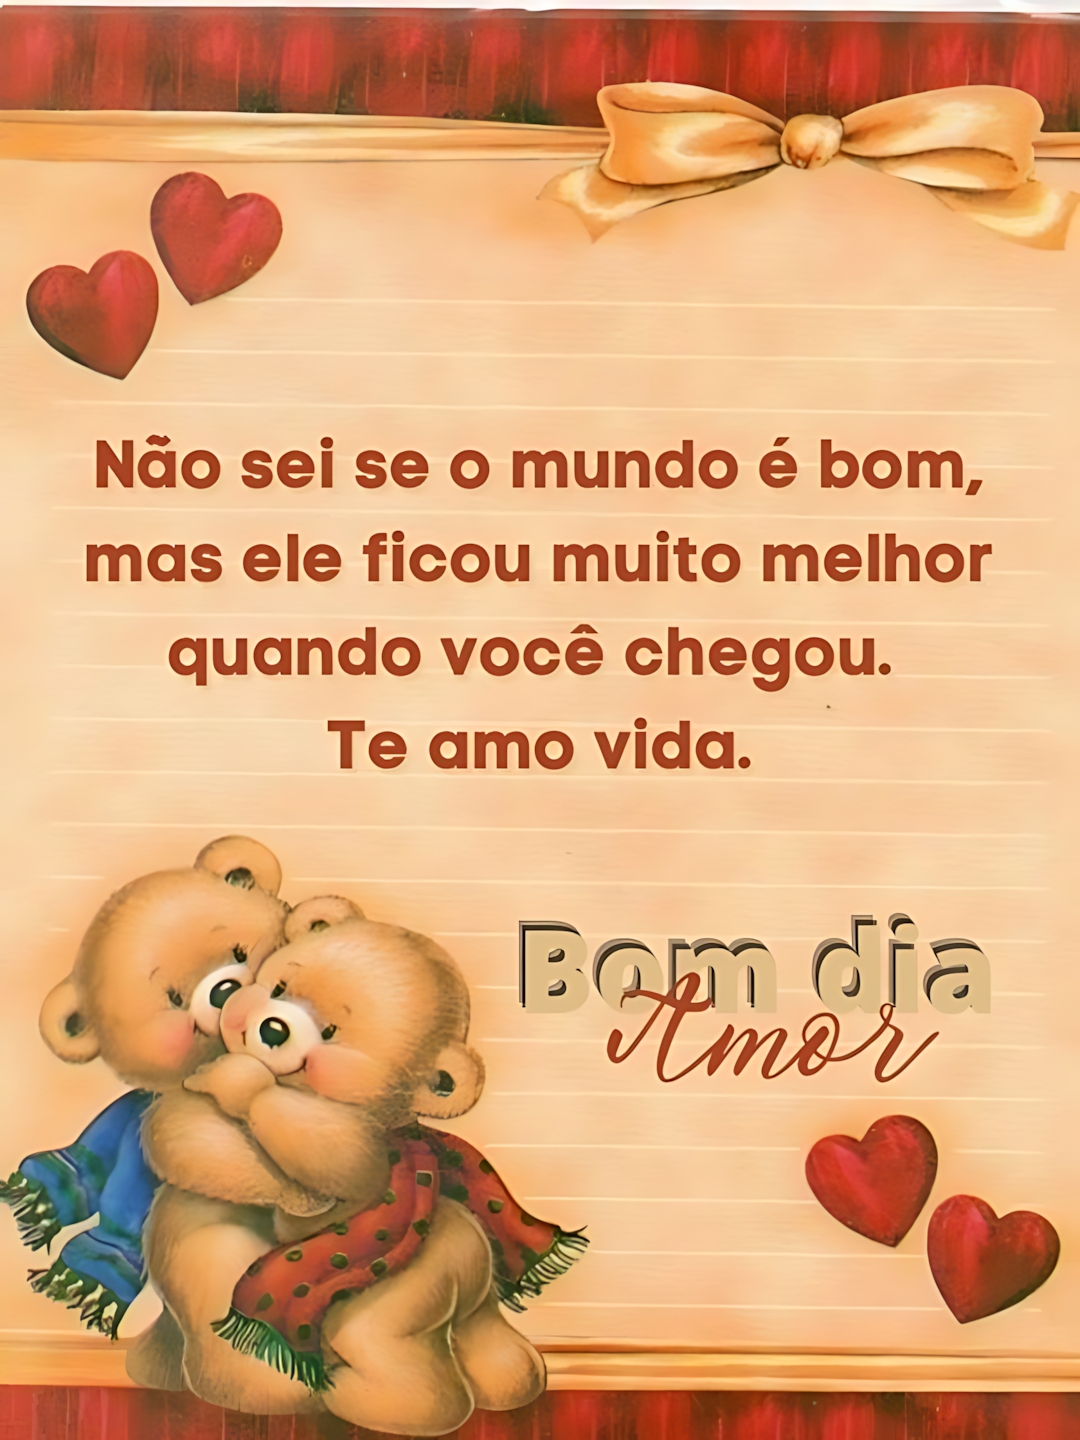 Não sei se o mundo é bom,
mas ele ficou muito melhor
quando você chegou.
Te amo vida.
Bom dia
Amor